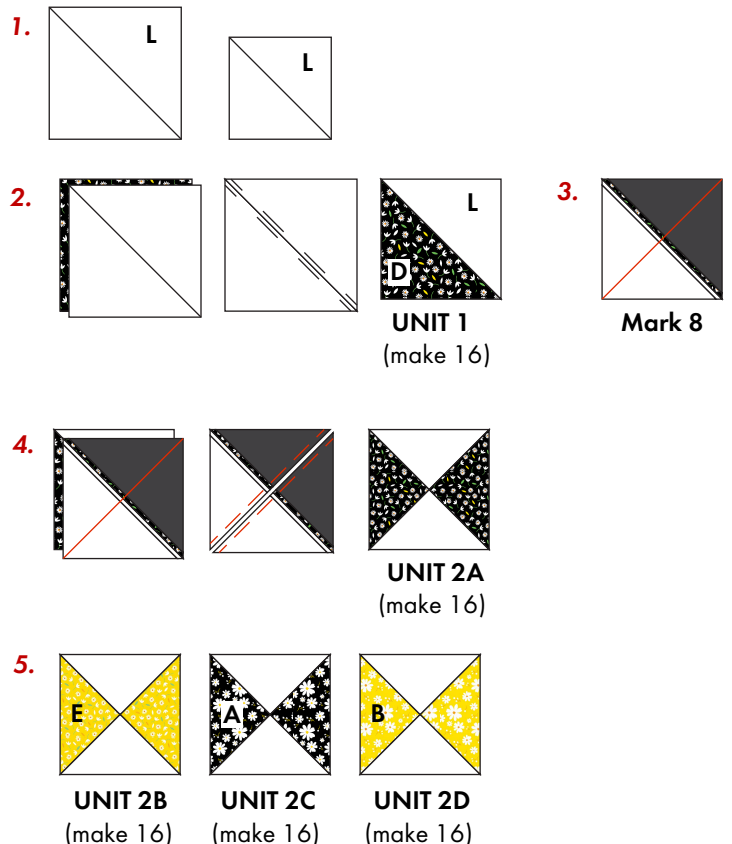 1.
L
L
2.
L
D
UNIT 1
(make 16)
3.
Mark 8
4.
UNIT 2A
(make 16)
5.
E
A
B
UNIT 2B
(make 16)
UNIT 2C
(make 16)
UNIT 2D
(make 16)